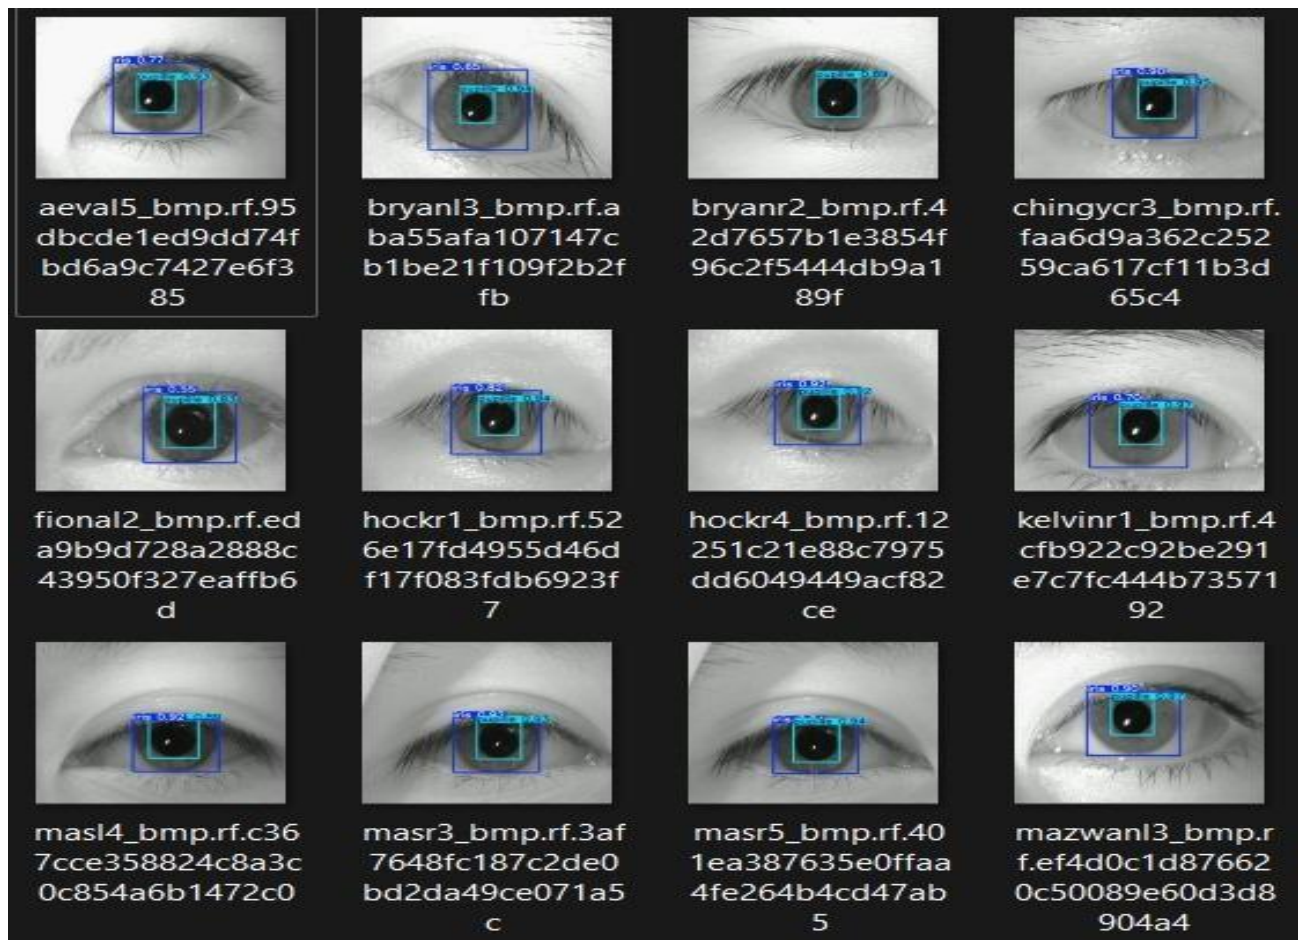 aeval5_bmp.rf.95
dbcde1ed9dd74f
bd6a9c7427e6f3
85
bryanl3_bmp.rf.a
ba55afa107147c
b1be21f109f2b2f
fb
bryanr2_bmp.rf.4
2d7657b1e3854f
96c2f5444db9a1
89f
chingycr3_bmp.rf.
faa6d9a362c252
59ca617cf11b3d
65c4
fional2_bmp.rf.ed
a9b9d728a2888c
43950f327eaffb6
d
hockr1_bmp.rf.52
6e17fd4955d46d
f17f083fdb6923f
7
hockr4_bmp.rf.12
251c21e88c7975
dd6049449acf82
ce
kelvinr1_bmp.rf.4
cfb922c92be291
e7c7fc444b73571
92
masl4_bmp.rf.c36
7cce358824c8a3c
0c854a6b1472c0
masr3_bmp.rf.3af
7648fc187c2de0
bd2da49ce071a5
c
masr5_bmp.rf.40
1ea387635e0ffaa
4fe264b4cd47ab
5
mazwanl3_bmp.r
f.ef4d0c1d87662
0c50089e60d3d8
904a4